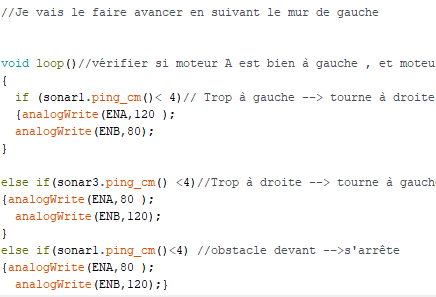 //Je vais le faire avancer en suivant le mur de gauche
void loop()//vérifier si moteur A est bien à gauche , et moteu
{
if (sonar1.ping_cm()< 4)// Trop à gauche --> tourne à droite
{analogWrite(ENA,120 );
analogWrite(ENB,80);
}
else if(sonar3.ping_cm() <4)//Trop à droite --> tourne à gauche
{analogWrite(ENA,80 );
analogWrite(ENB,120);
}
else if(sonar1.ping_cm()<4) //obstacle devant -->s'arrête
{analogWrite(ENA,80 );
analogWrite(ENB,120);}